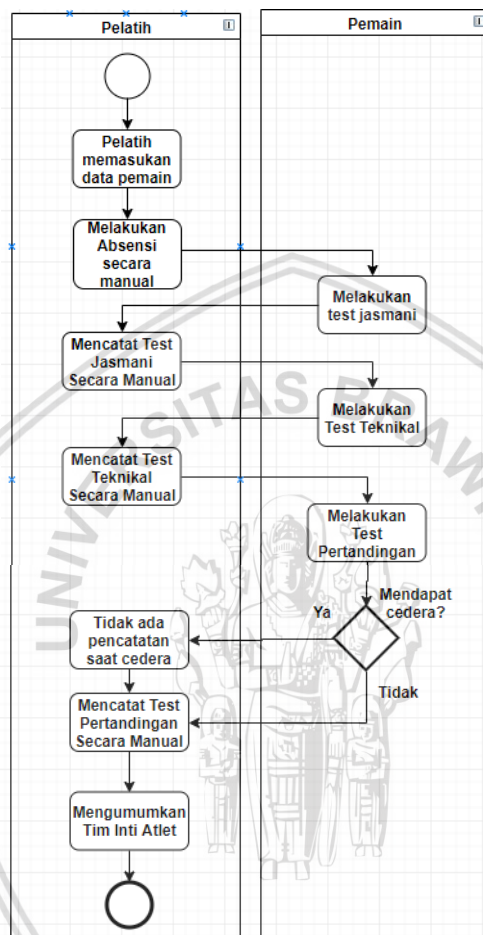 Pelatih
Pemain
Pelatih
memasukan
data pemain
Melakukan
Absensi
secara
manual
Melakukan
test jasmani
Mencatat Test
Jasmani
Secara Manual
Melakukan
Test Teknikal
Mencatat Test
Teknikal
Secara Manual
Melakukan
Test
Pertandingan
Mendapat
cedera?
Ya
Tidak
Tidak ada
pencatatan
saat cedera
Mencatat Test
Pertandingan
Secara Manual
Mengumumkan
Tim Inti Atlet
UNIVERSITAS BRAW